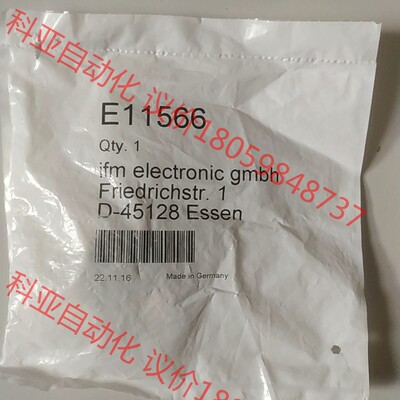 科亚自动化 议价18059848737
E11566
Qty. 1
ifm electronic gmbh
Friedrichstr. 1
D-45128 Essen
22.11.16 Made in Germany
科亚自动化 议价180